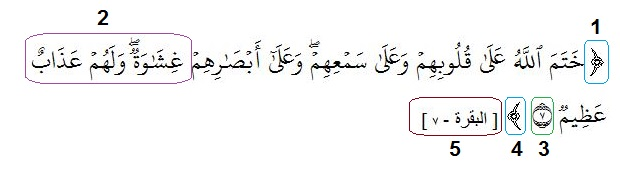 2 1
﴿ خَتَمَ ٱللَّهُ عَلَىٰ قُلُوبِهِمۡ وَعَلَىٰ سَمۡعِهِمۡۖ وَعَلَىٰٓ أَبۡصَٰرِهِمۡ غِشَٰوَةٞۖ وَلَهُمۡ عَذَابٌ
عَظِيمٞ ٧ ﴾ [ البقرة - ٧ ]
5 4 3